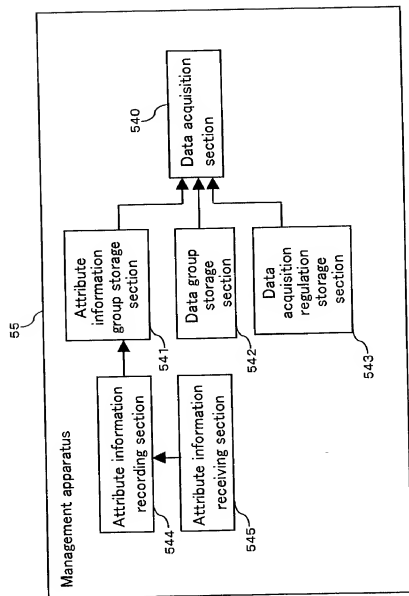 55
Management apparatus
Attribute information
recording section
544
Attribute information
receiving section
545
Attribute
information
group storage
section
541
Data group
storage
section
542
Data
acquisition
regulation
storage
section
543
Data acquisition
section
540